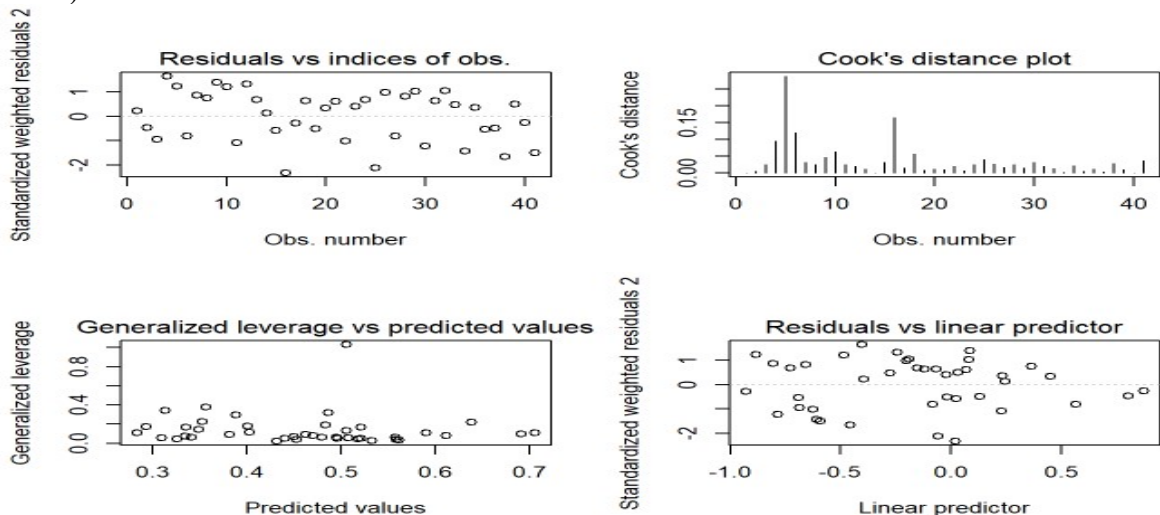 )
Residuals vs indices of obs.
Standardized weighted residuals 2
1
0
-2
0
10
20
30
40
Obs. number
Cook's distance plot
Cook's distance
0.15
0.00
0
10
20
30
40
Obs. number
Generalized leverage vs predicted values
Generalized leverage
0.8
0.4
0.0
0.3
0.4
0.5
0.6
0.7
Predicted values
Residuals vs linear predictor
Standardized weighted residuals 2
1
0
-2
-1.0
-0.5
0.0
0.5
Linear predictor